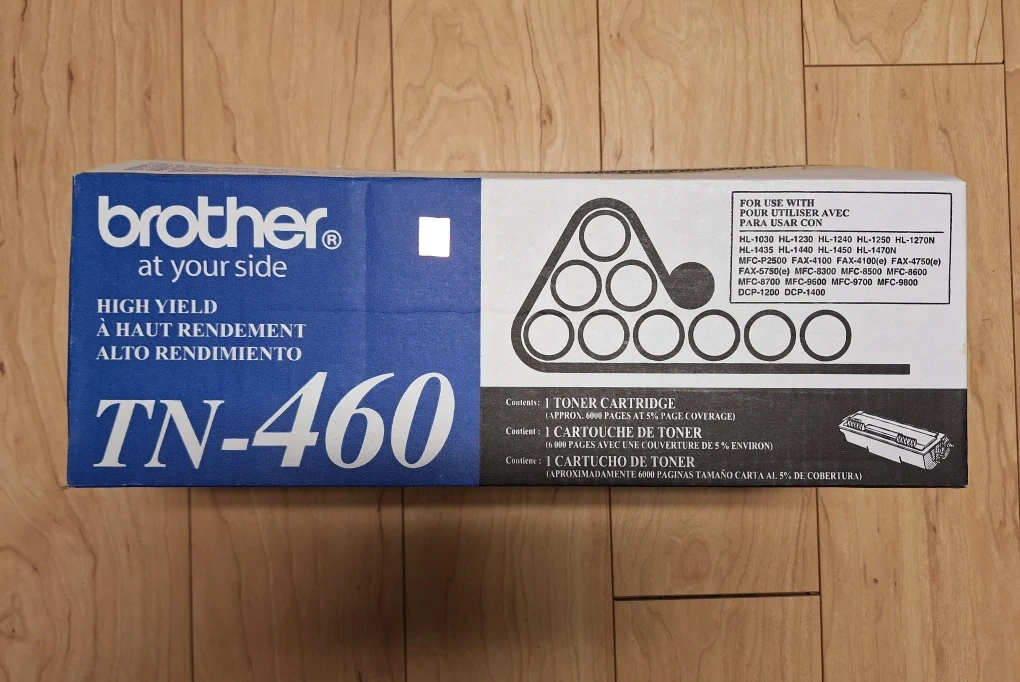 brother®
at your side
HIGH YIELD
À HAUT RENDEMENT
ALTO RENDIMIENTO
TN-460
FOR USE WITH
POUR UTILISER AVEC
PARA USAR CON
HL-1030 HL-1230 HL-1240 HL-1250 HL-1270N
HL-1435 HL-1440 HL-1450 HL-1470N
MFC-P2500 FAX-4100 FAX-4100(e) FAX-4750(e)
FAX-5750(e) MFC-8300 MFC-8500 MFC-8600
MFC-8700 MFC-9600 MFC-9700 MFC-9800
DCP-1200 DCP-1400
Contents: 1 TONER CARTRIDGE
(APPROX. 6000 PAGES AT 5% PAGE COVERAGE)
Contient : 1 CARTOUCHE DE TONER
(6 000 PAGES AVEC UNE COUVERTURE DE 5 % ENVIRON)
Contiene : 1 CARTUCHO DE TONER
(APROXIMADAMENTE 6000 PAGINAS TAMAÑO CARTA AL 5% DE COBERTURA)